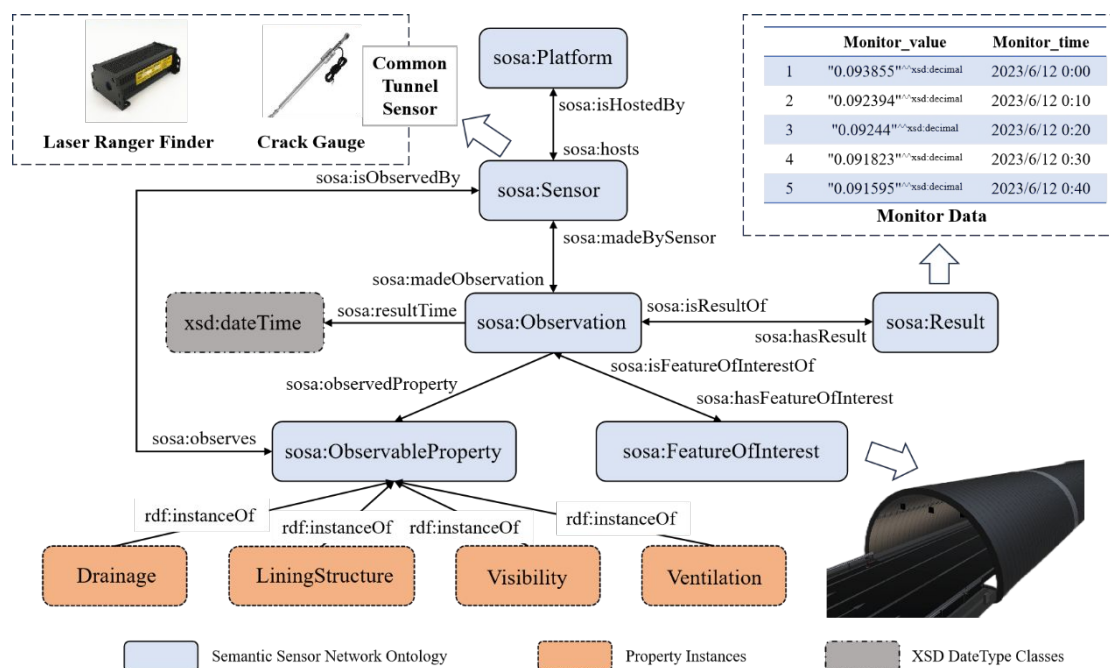 Laser Ranger Finder
Crack Gauge
Common
Tunnel
Sensor
sosa:Platform
sosa:isHostedBy
sosa:hosts
sosa:isObservedBy
sosa:Sensor
sosa:madeBySensor
sosa:madeObservation
Monitor_value Monitor_time
1 "0.093855"^^xsd:decimal 2023/6/12 0:00
2 "0.092394"^^xsd:decimal 2023/6/12 0:10
3 "0.09244"^^xsd:decimal 2023/6/12 0:20
4 "0.091823"^^xsd:decimal 2023/6/12 0:30
5 "0.091595"^^xsd:decimal 2023/6/12 0:40
Monitor Data
xsd:dateTime
sosa:resultTime
sosa:Observation
sosa:isResultOf
sosa:hasResult
sosa:Result
sosa:isFeatureOfInterestOf
sosa:observedProperty
sosa:hasFeatureOfInterest
sosa:observes
sosa:ObservableProperty
sosa:FeatureOfInterest
rdf:instanceOf
rdf:instanceOf
rdf:instanceOf
rdf:instanceOf
Drainage
LiningStructure
Visibility
Ventilation
Semantic Sensor Network Ontology
Property Instances
XSD DateType Classes